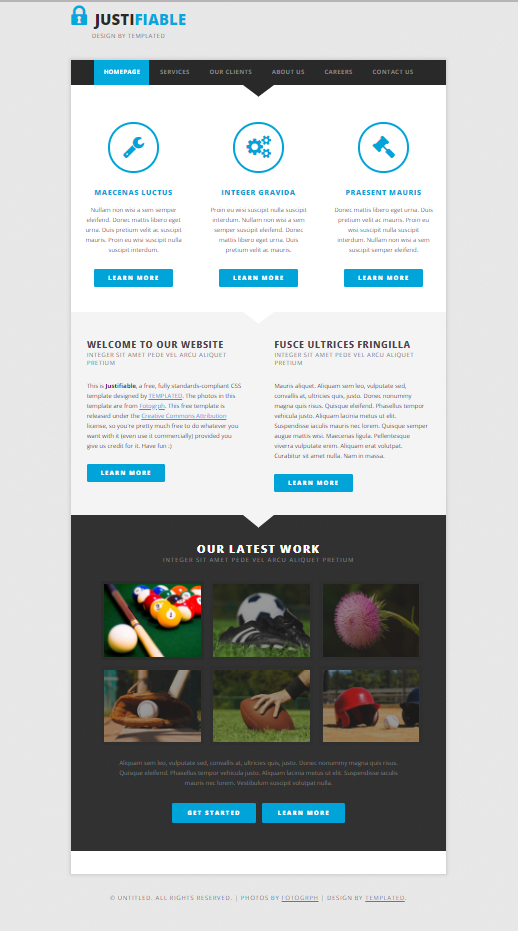 JUSTIFIABLE
DESIGN BY TEMPLATED
HOMEPAGE SERVICES OUR CLIENTS ABOUT US CAREERS CONTACT US
MAECENAS LUCTUS
Nullam non wisi a sem semper
eleifend. Donec mattis libero eget
urna. Duis pretium velit ac suscipit
mauris. Proin eu wisi suscipit nulla
suscipit interdum.
LEARN MORE
INTEGER GRAVIDA
Proin eu wisi suscipit nulla suscipit
interdum. Nullam non wisi a sem
semper suscipit eleifend. Donec
mattis libero eget urna. Duis
pretium velit ac mauris.
LEARN MORE
PRAESENT MAURIS
Donec mattis libero eget urna. Duis
pretium velit ac mauris. Proin eu
wisi suscipit nulla suscipit
interdum. Nullam non wisi a sem
semper suscipit eleifend.
LEARN MORE
WELCOME TO OUR WEBSITE
INTEGER SIT AMET PEDE VEL ARCU ALIQUET
PRETIUM
This is Justifiable, a free, fully standards-compliant CSS
template designed by TEMPLATED. The photos in this
template are from Fotogrph. This free template is
released under the Creative Commons Attribution
license, so you're pretty much free to do whatever you
want with it (even use it commercially) provided you
give us credit for it. Have fun :)
LEARN MORE
FUSCE ULTRICES FRINGILLA
INTEGER SIT AMET PEDE VEL ARCU ALIQUET
PRETIUM
Mauris aliquet. Aliquam sem leo, vulputate sed,
convallis at, ultricies quis, justo. Donec nonummy
magna quis risus. Quisque eleifend. Phasellus tempor
vehicula justo. Aliquam lacinia metus ut elit.
Suspendisse iaculis mauris nec lorem. Quisque semper
augue mattis wisi. Maecenas ligula. Pellentesque
viverra vulputate enim. Aliquam erat volutpat.
Curabitur sit amet nulla. Nam in massa.
LEARN MORE
OUR LATEST WORK
INTEGER SIT AMET PEDE VEL ARCU ALIQUET PRETIUM
Aliquam sem leo, vulputate sed, convallis at, ultricies quis, justo. Donec nonummy magna quis risus.
Quisque eleifend. Phasellus tempor vehicula justo. Aliquam lacinia metus ut elit. Suspendisse iaculis
mauris nec lorem. Vestibulum suscipit volutpat nulla.
GET STARTED LEARN MORE
© UNTITLED. ALL RIGHTS RESERVED. | PHOTOS BY FOTOGRPH | DESIGN BY TEMPLATED.